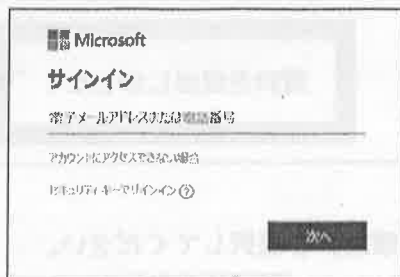 Microsoft
サインイン
電子メール アドレスまたは電話番号
アカウントにアクセスできない場合
セキュリティ キーでサインイン
次へ